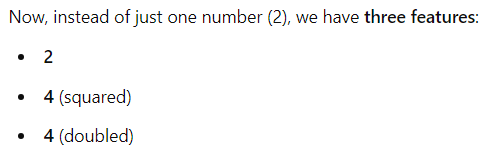 Now, instead of just one number (2), we have three features:
• 2
• 4 (squared)
• 4 (doubled)